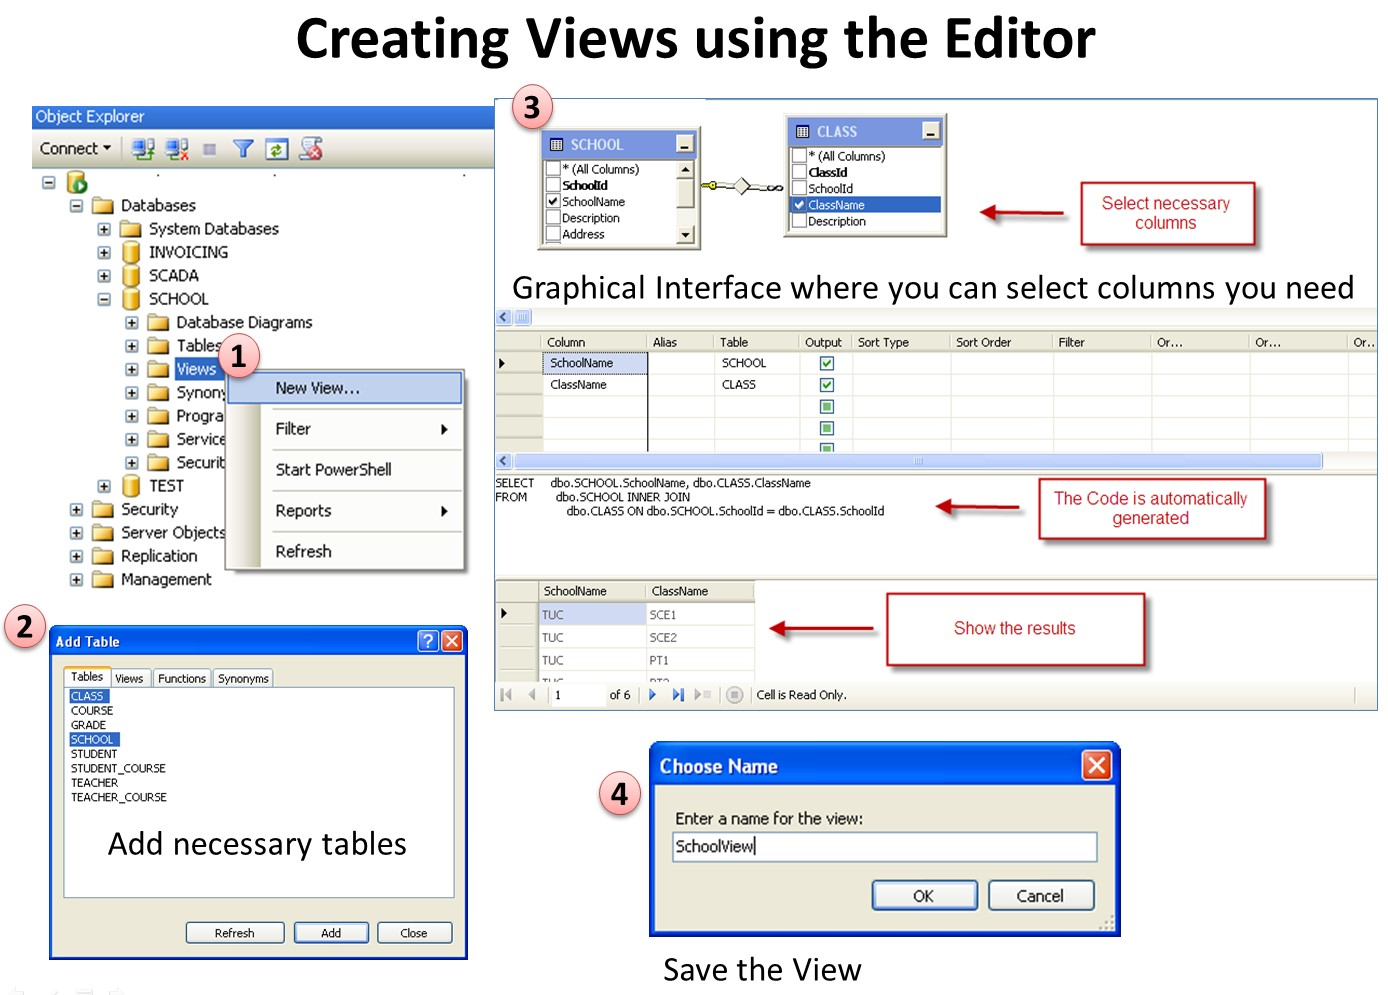 Creating Views using the Editor
Object Explorer
Connect
Databases
System Databases
INVOICING
SCADA
SCHOOL
Database Diagrams
Tables
1
Views
New View...
Filter
Start PowerShell
Reports
Refresh
TEST
Security
Server Objects
Replication
Management
2
Add Table
Tables Views Functions Synonyms
CLASS
COURSE
GRADE
SCHOOL
STUDENT
STUDENT_COURSE
TEACHER
TEACHER_COURSE
Add necessary tables
Refresh Add Close
3
SCHOOL
* (All Columns)
SchoolId
SchoolName
Description
Address
CLASS
* (All Columns)
ClassId
SchoolId
ClassName
Description
Select necessary
columns
Graphical Interface where you can select columns you need
Column Alias Table Output Sort Type Sort Order Filter Or... Or... Or...
SchoolName SCHOOL
ClassName CLASS
SELECT dbo.SCHOOL.SchoolName, dbo.CLASS.ClassName
FROM dbo.SCHOOL INNER JOIN
dbo.CLASS ON dbo.SCHOOL.SchoolId = dbo.CLASS.SchoolId
The Code is automatically
generated
SchoolName ClassName
TUC SCE1
TUC SCE2
TUC PT1
Show the results
1 of 6 Cell is Read Only.
4
Choose Name
Enter a name for the view:
SchoolView
OK Cancel
Save the View